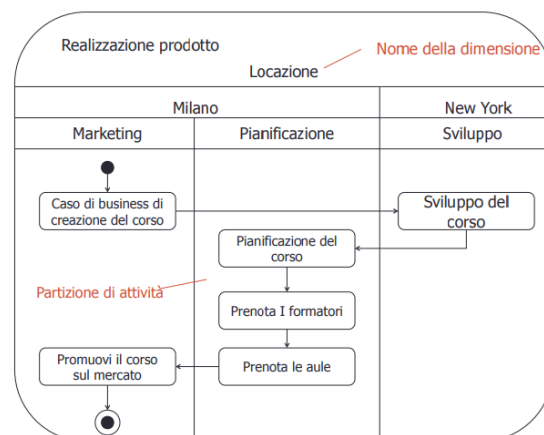 Realizzazione prodotto
Nome della dimensione
Locazione
Milano
New York
Marketing
Pianificazione
Sviluppo
Caso di business di
creazione del corso
Sviluppo del
corso
Pianificazione del
corso
Partizione di attività
Prenota I formatori
Promuovi il corso
sul mercato
Prenota le aule